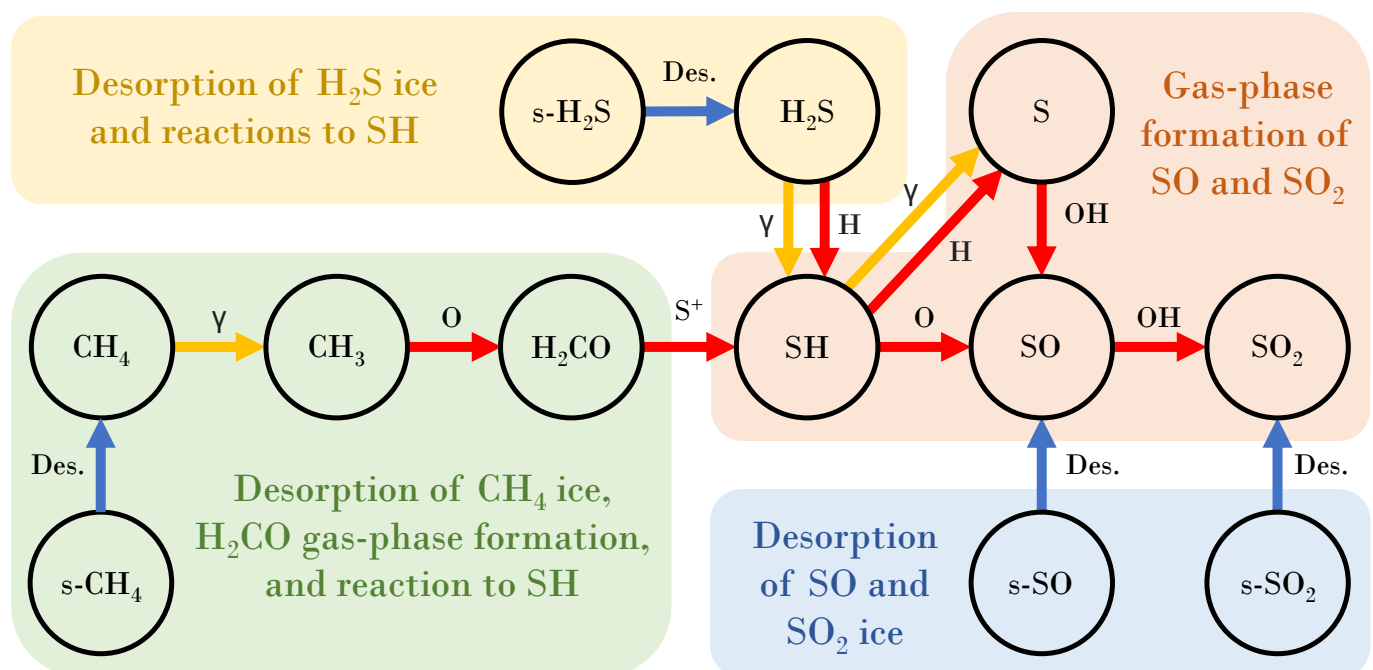 Desorption of H₂S ice
and reactions to SH
s-H₂S
Des.
H₂S
S
Gas-phase
formation of
SO and SO₂
γ
H
γ
H
OH
CH₄
γ
CH₃
O
H₂CO
S⁺
SH
O
SO
OH
SO₂
Des.
s-CH₄
Desorption of CH₄ ice,
H₂CO gas-phase formation,
and reaction to SH
Des.
Des.
Desorption
of SO and
SO₂ ice
s-SO
s-SO₂